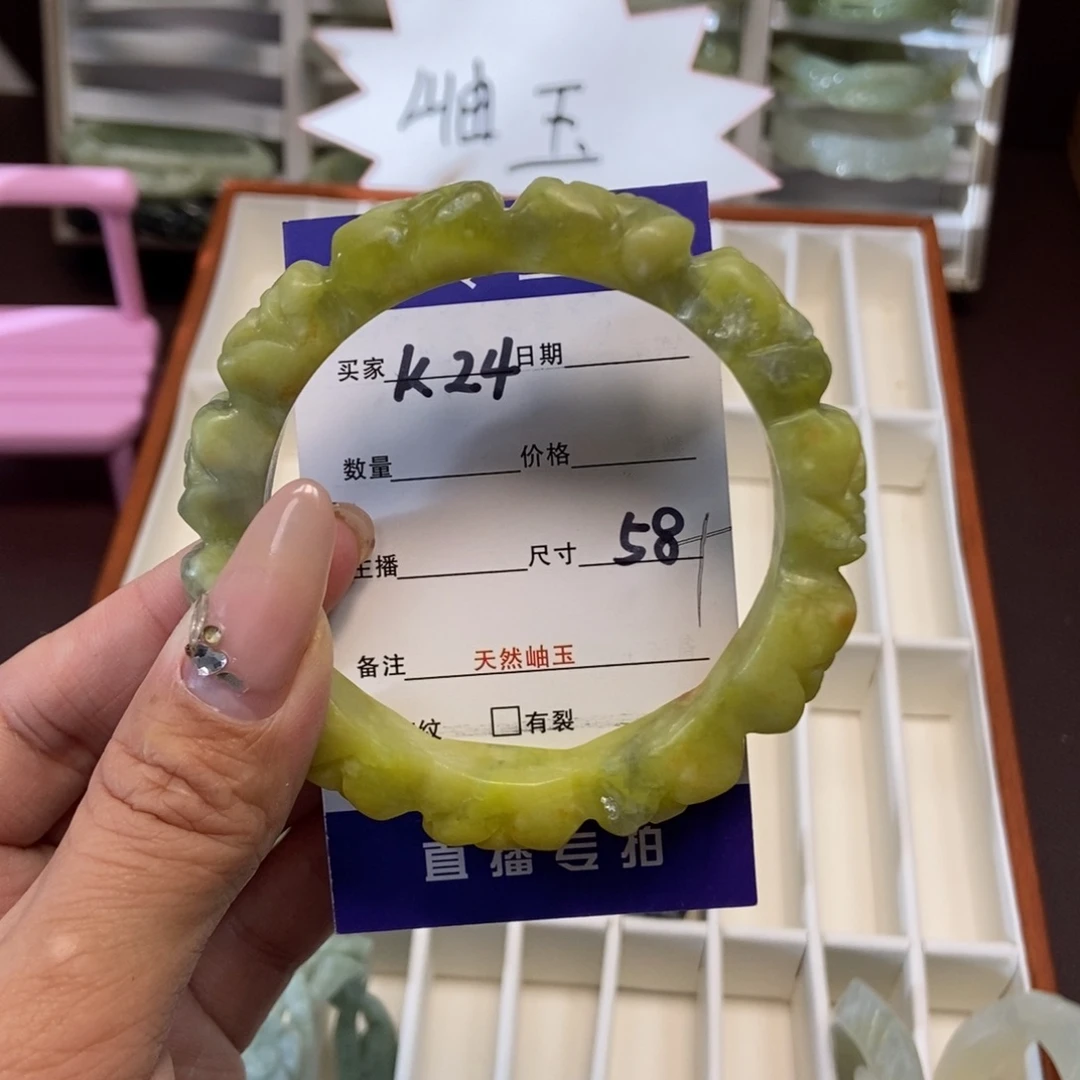 岫玉
买家 K24 日期
数量 价格
主播 尺寸 58
备注 天然岫玉
纹 □有裂
直播专拍